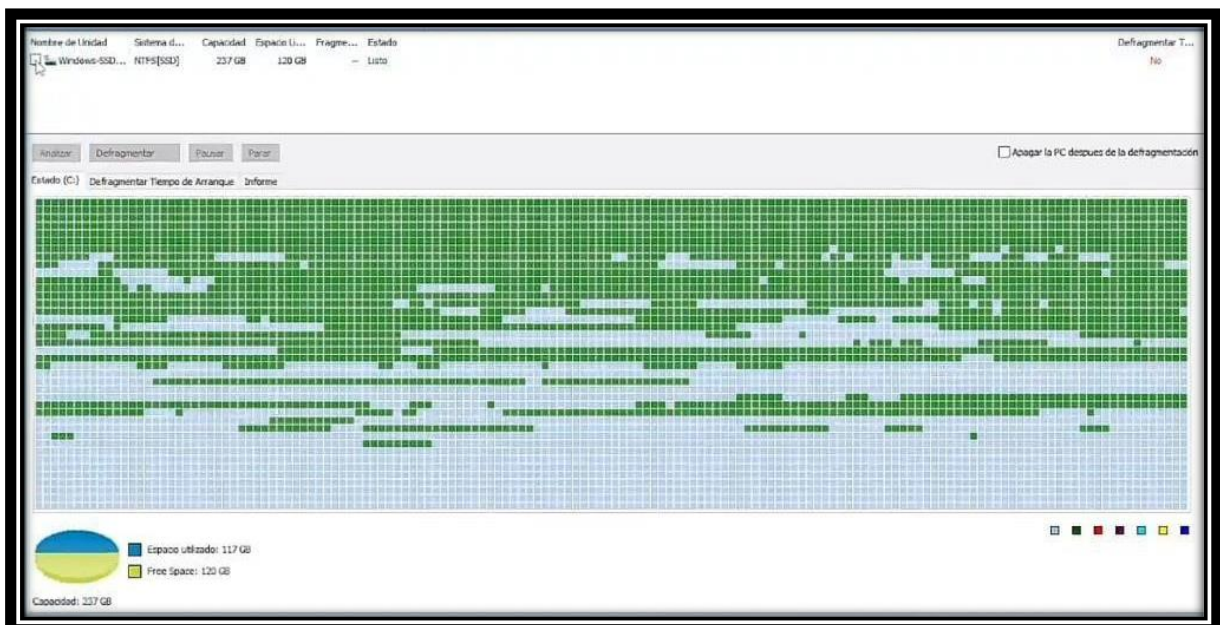 Nombre de Unidad Sistema d... Capacidad Espacio Li... Fragme... Estado Defragmentar T...
Windows-SSD... NTFS[SSD] 237 GB 120 GB -- Listo No
Analizar Defragmentar Pausar Parar Apagar la PC despues de la defragmentación
Estado (C:) Defragmentar Tiempo de Arranque Informe
Espacio utilizado: 117 GB
Free Space: 120 GB
Capacidad: 237 GB